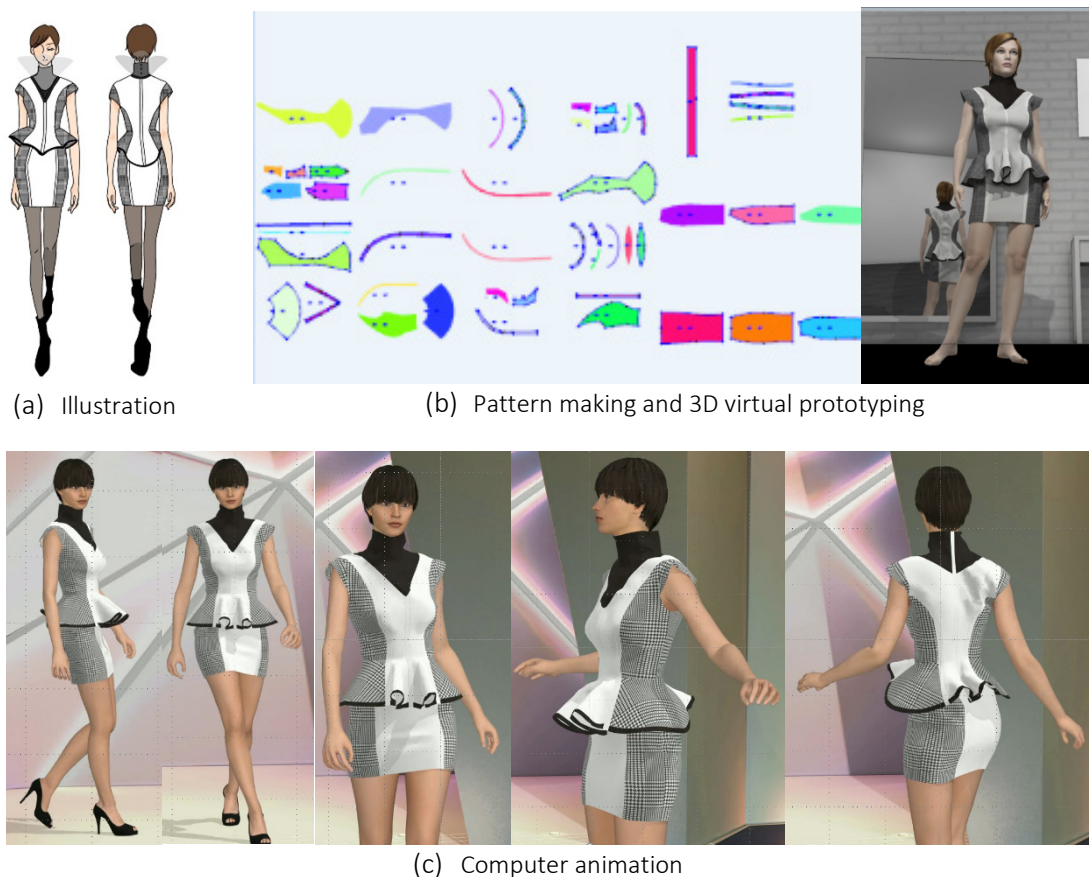 (a) Illustration
(b) Pattern making and 3D virtual prototyping
(c) Computer animation